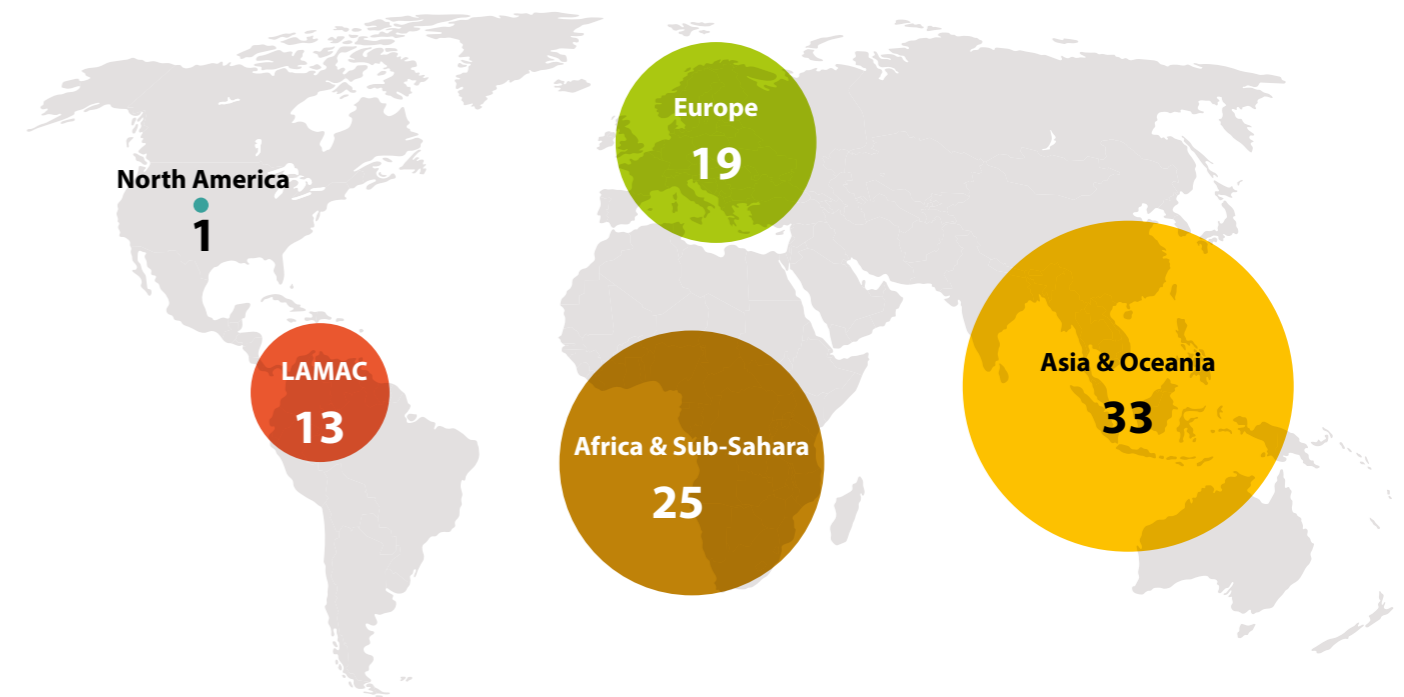 Europe
19
North America
1
LAMAC
13
Asia & Oceania
33
Africa & Sub-Sahara
25